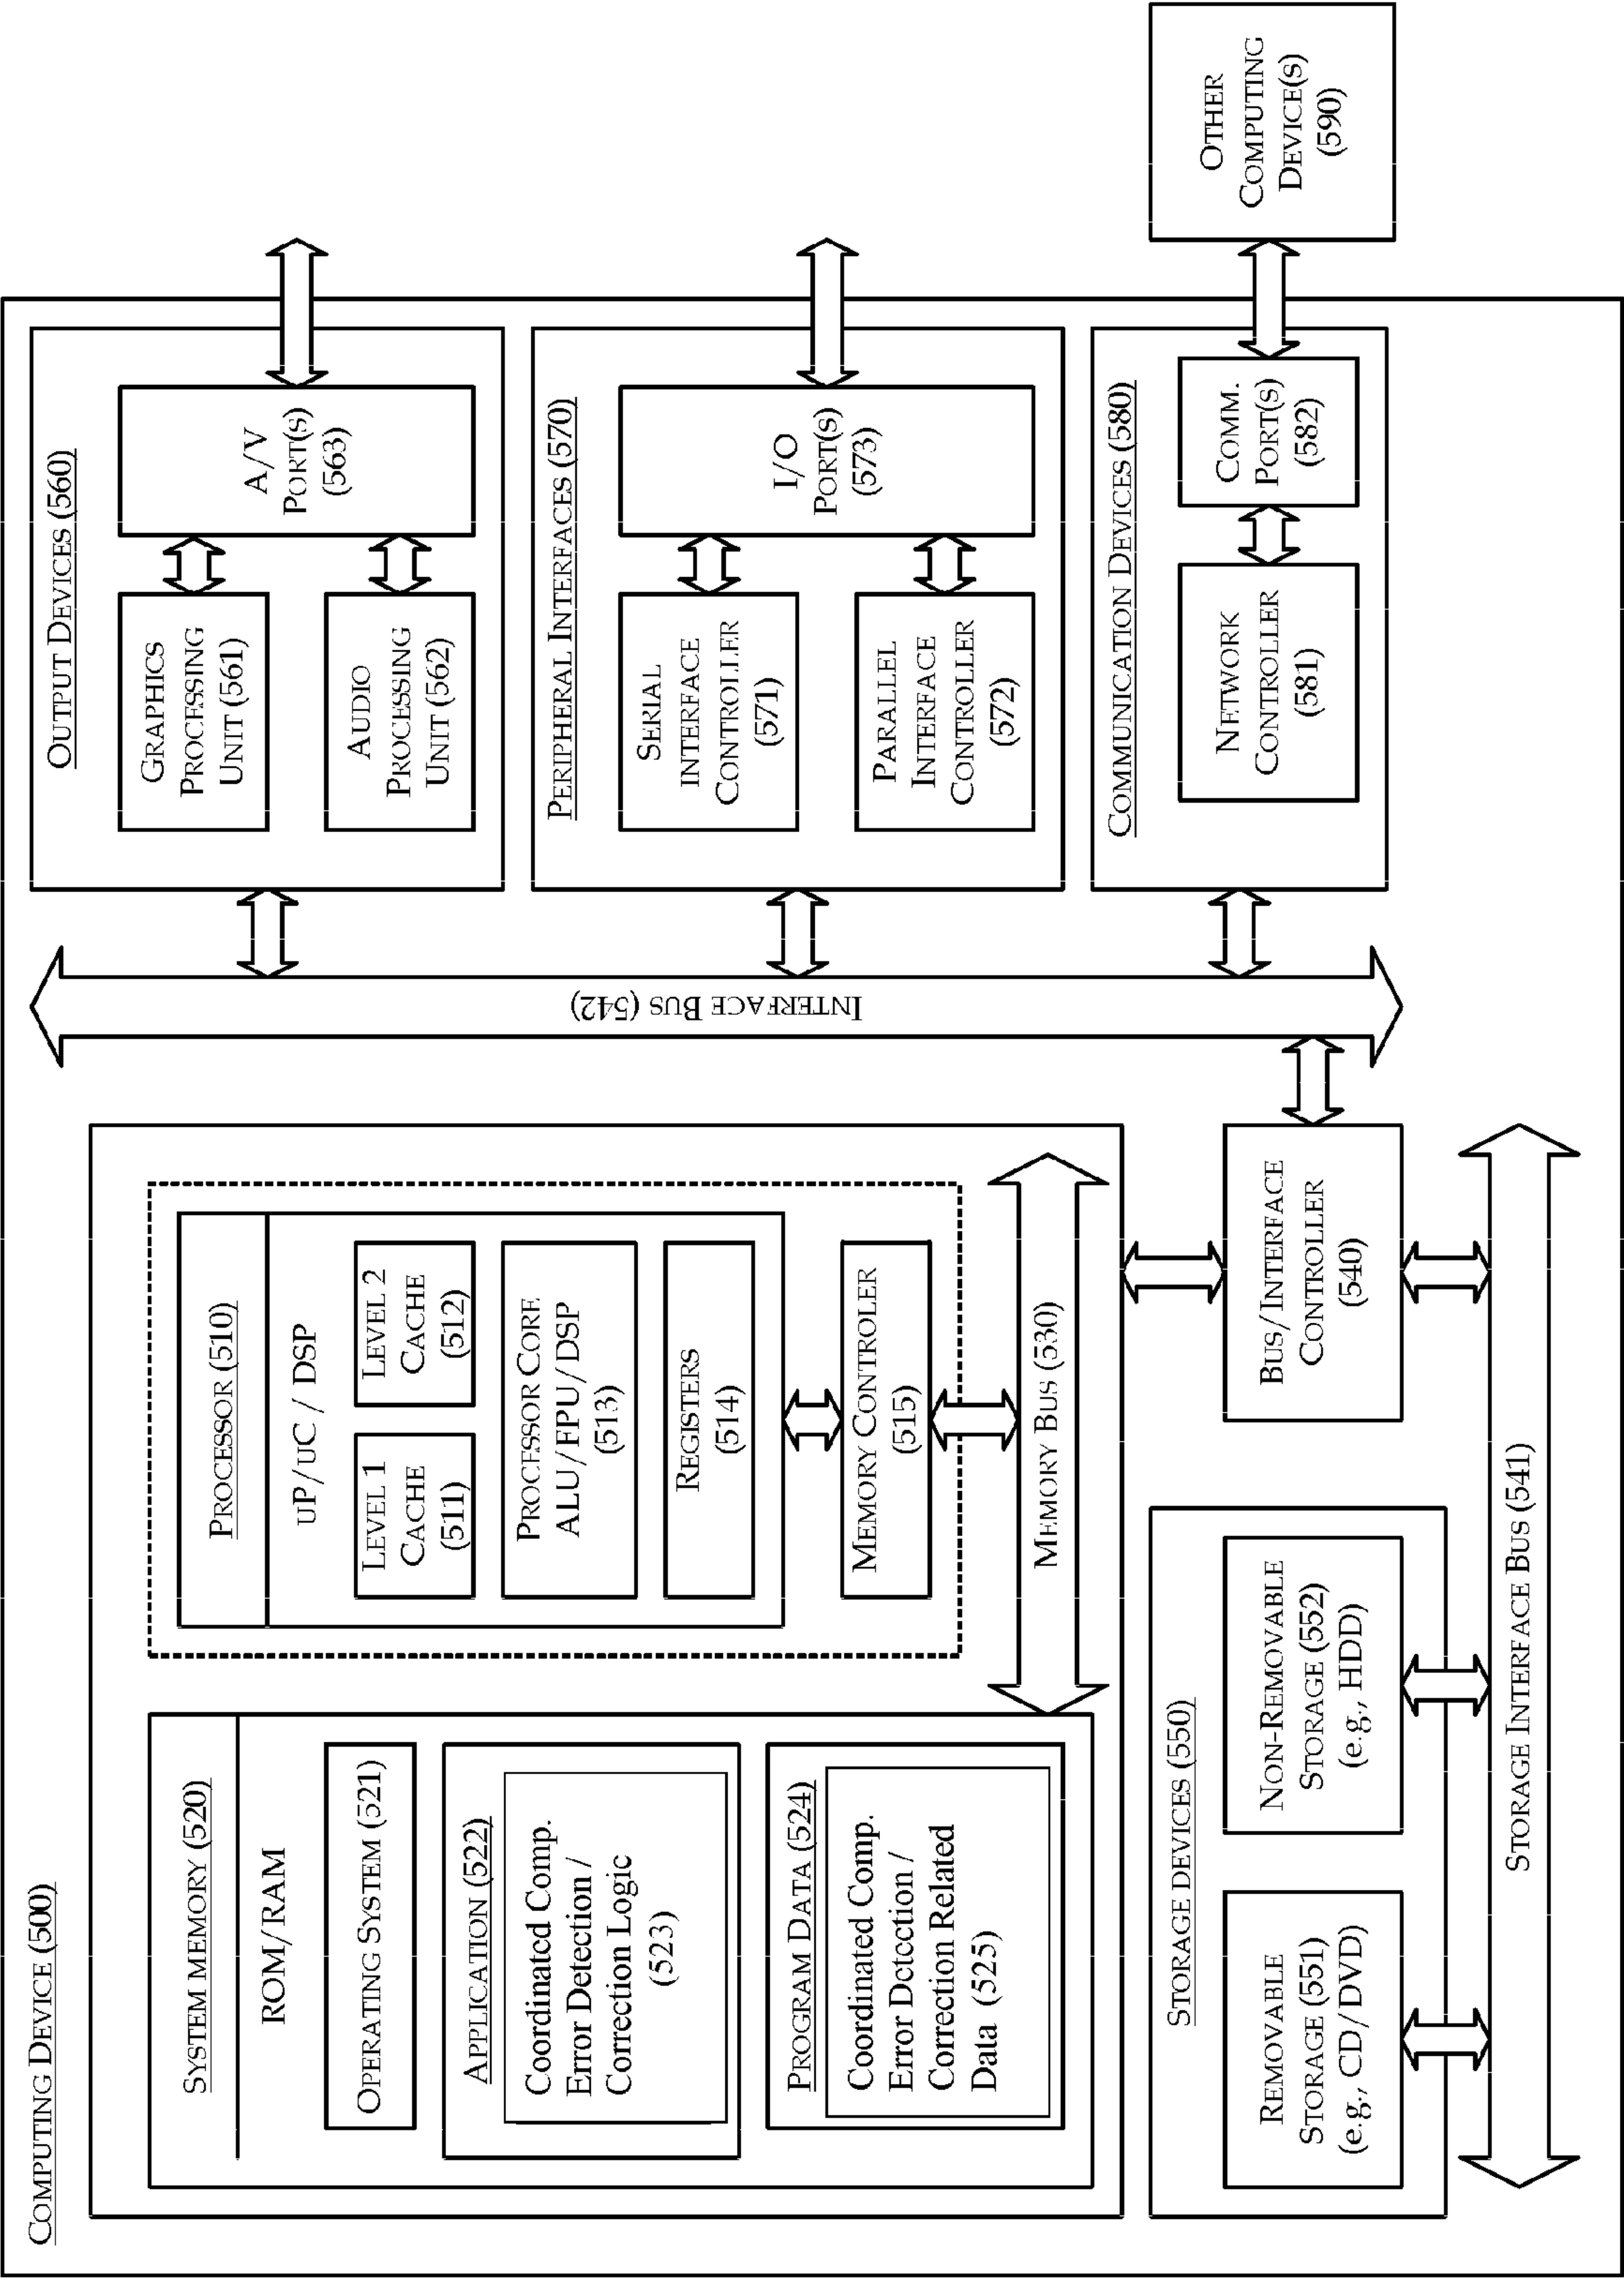 COMPUTING DEVICE (500)
SYSTEM MEMORY (520)
ROM/RAM
OPERATING SYSTEM (521)
APPLICATION (522)
Coordinated Comp.
Error Detection /
Correction Logic
(523)
PROGRAM DATA (524)
Coordinated Comp.
Error Detection /
Correction Related
Data (525)
PROCESSOR (510)
UP/UC / DSP
LEVEL 1
CACHE
(511)
LEVEL 2
CACHE
(512)
PROCESSOR CORE
ALU/FPU/DSP
(513)
REGISTERS
(514)
MEMORY CONTROLER
(515)
MEMORY BUS (530)
BUS/INTERFACE
CONTROLLER
(540)
STORAGE DEVICES (550)
REMOVABLE
STORAGE (551)
(e.g., CD/DVD)
NON-REMOVABLE
STORAGE (552)
(e.g., HDD)
STORAGE INTERFACE BUS (541)
INTERFACE BUS (542)
OUTPUT DEVICES (560)
GRAPHICS
PROCESSING
UNIT (561)
AUDIO
PROCESSING
UNIT (562)
A/V
PORT(S)
(563)
PERIPHERAL INTERFACES (570)
SERIAL
INTERFACE
CONTROLLER
(571)
PARALLEL
INTERFACE
CONTROLLER
(572)
I/O
PORT(S)
(573)
COMMUNICATION DEVICES (580)
NETWORK
CONTROLLER
(581)
COMM.
PORT(S)
(582)
OTHER
COMPUTING
DEVICE(S)
(590)